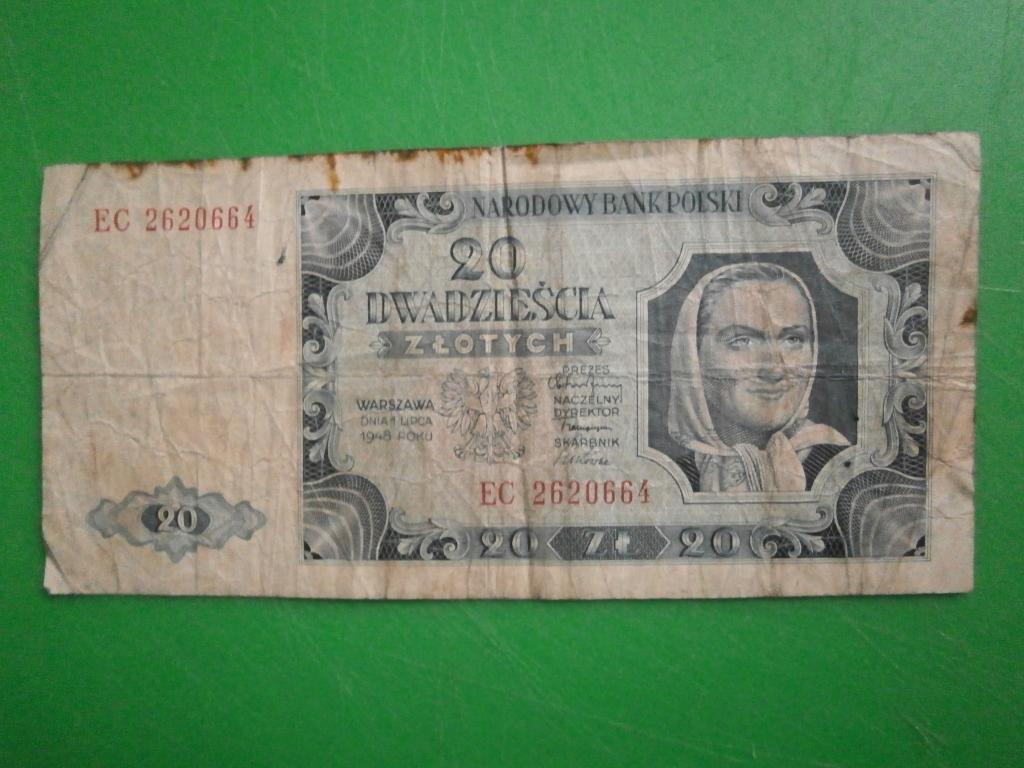 EC 2620664
NARODOWY BANK POLSKI
20
DWADZIEŚCIA
ZŁOTYCH
WARSZAWA
DNIA 1 LIPCA
1948 ROKU
PREZES
NACZELNY
DYREKTOR
SKARBNIK
EC 2620664
20
20 ZŁ 20